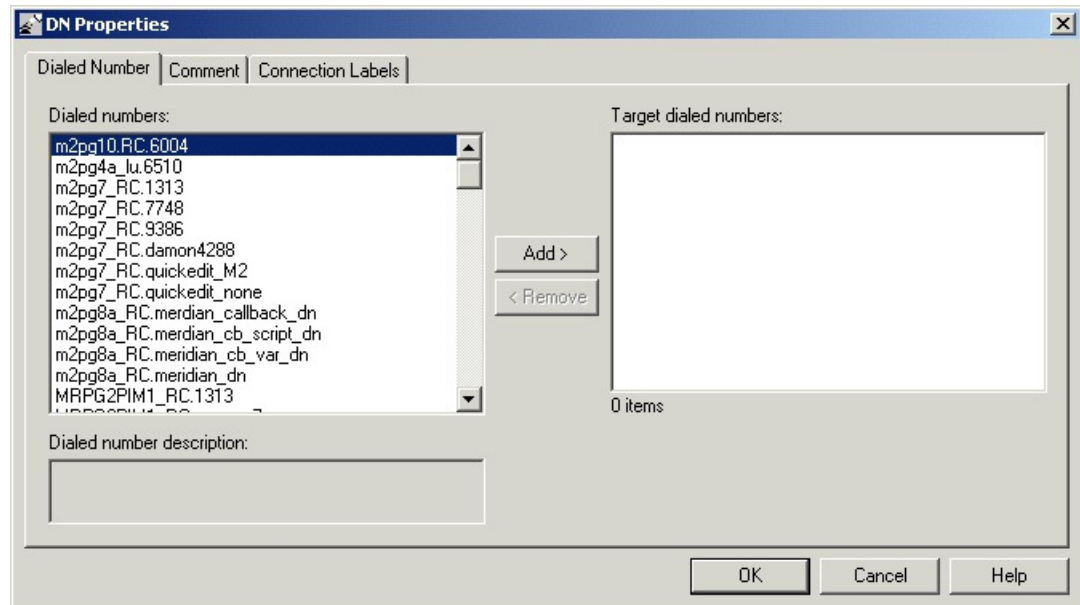 DN Properties
Dialed Number Comment Connection Labels
Dialed numbers:
m2pg10.RC.6004
m2pg4a_lu.6510
m2pg7_RC.1313
m2pg7_RC.7748
m2pg7_RC.9386
m2pg7_RC.damon4288
m2pg7_RC.quickedit_M2
m2pg7_RC.quickedit_none
m2pg8a_RC.merdian_callback_dn
m2pg8a_RC.merdian_cb_script_dn
m2pg8a_RC.meridian_cb_var_dn
m2pg8a_RC.meridian_dn
MRPG2PIM1_RC.1313
Add >
< Remove
Target dialed numbers:
0 items
Dialed number description:
OK Cancel Help